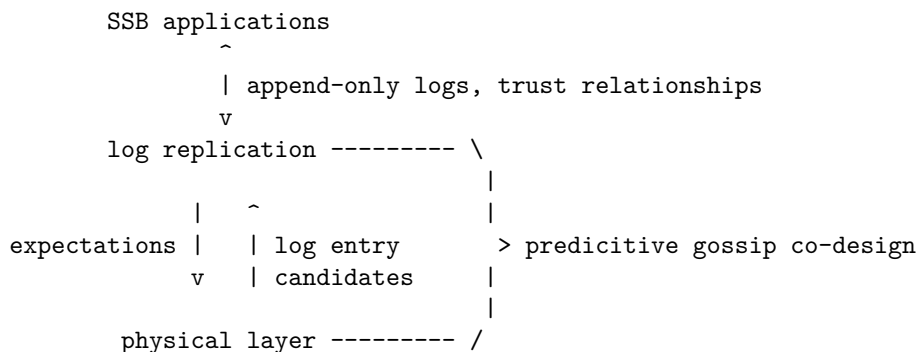 SSB applications
^
| append-only logs, trust relationships
v
log replication --------- \
|
| ^ |
expectations | | log entry > predicitive gossip co-design
v | candidates |
|
physical layer --------- /